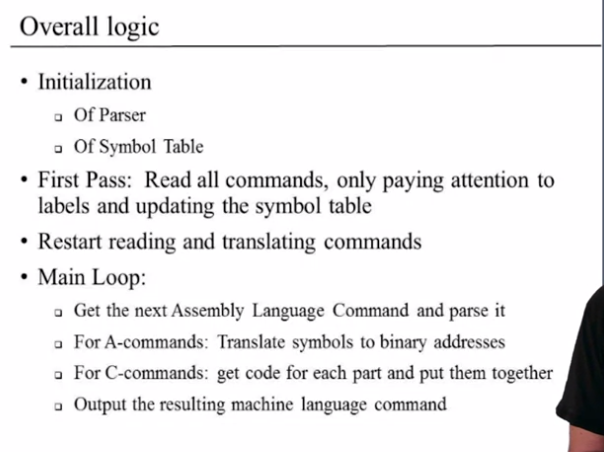 Overall logic
• Initialization
❑ Of Parser
❑ Of Symbol Table
• First Pass: Read all commands, only paying attention to
labels and updating the symbol table
• Restart reading and translating commands
• Main Loop:
❑ Get the next Assembly Language Command and parse it
❑ For A-commands: Translate symbols to binary addresses
❑ For C-commands: get code for each part and put them together
❑ Output the resulting machine language command